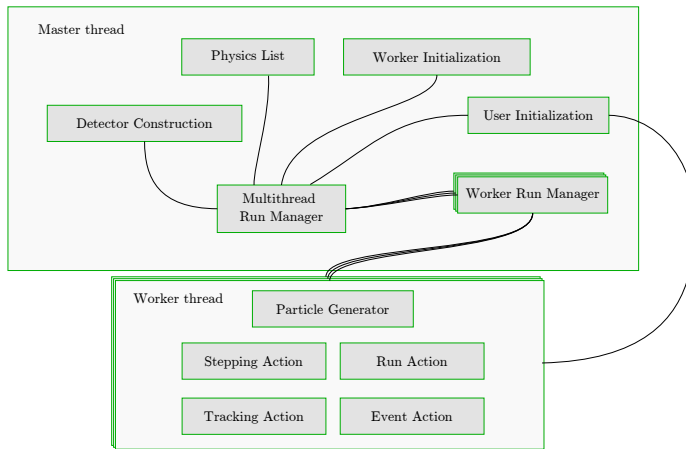 Master thread
Physics List
Worker Initialization
Detector Construction
User Initialization
Multithread
Run Manager
Worker Run Manager
Worker thread
Particle Generator
Stepping Action
Run Action
Tracking Action
Event Action